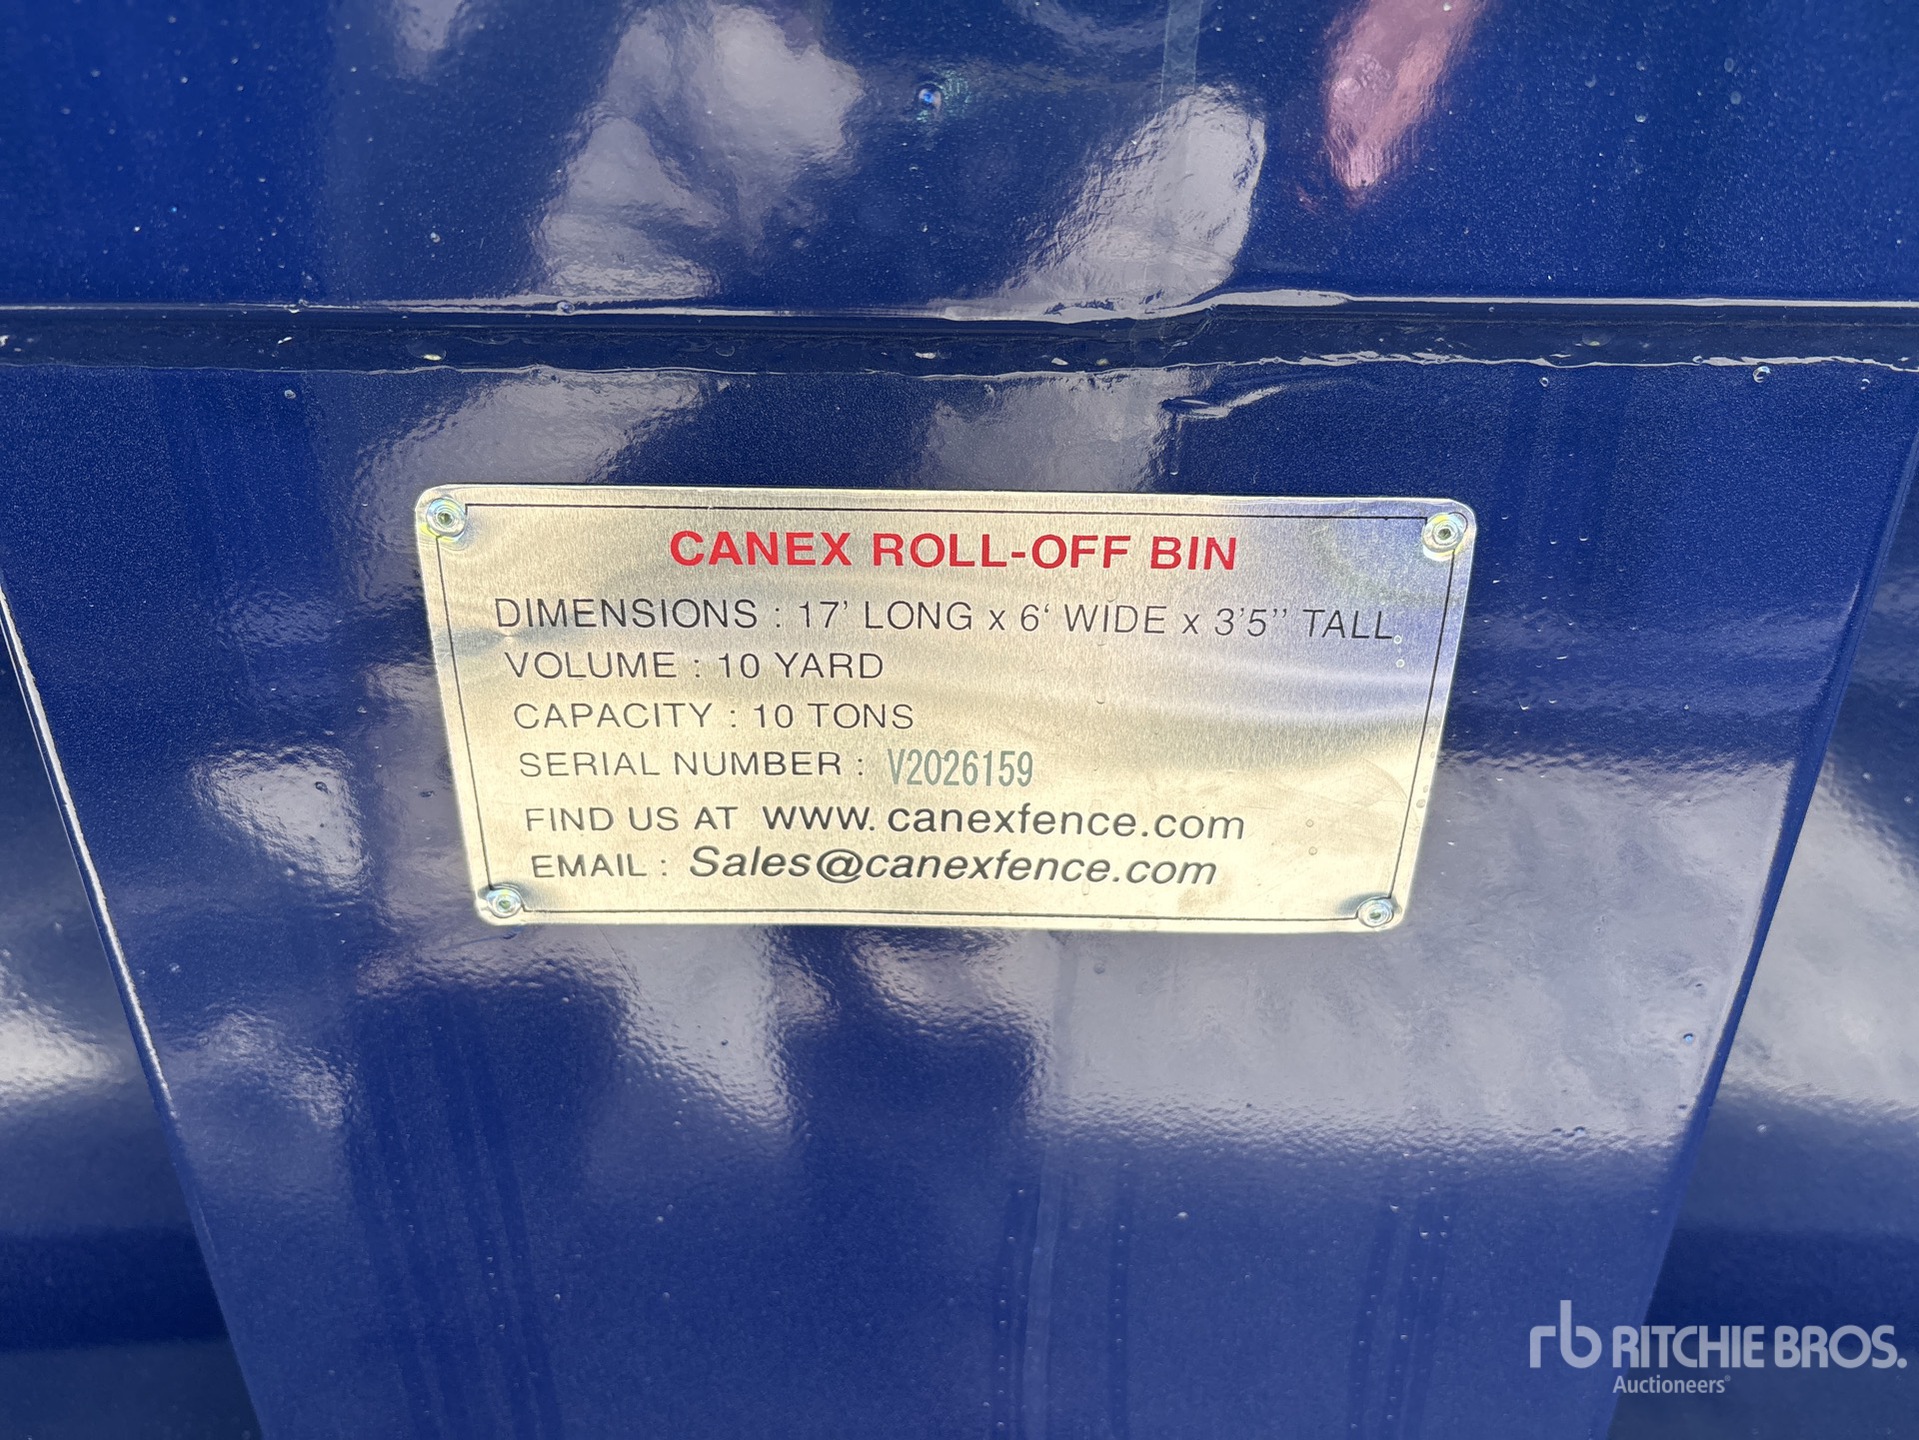 CANEX ROLL-OFF BIN
DIMENSIONS : 17' LONG x 6' WIDE x 3'5" TALL
VOLUME : 10 YARD
CAPACITY : 10 TONS
SERIAL NUMBER : V2026159
FIND US AT www.canexfence.com
EMAIL : Sales@canexfence.com
rb RITCHIE BROS.
Auctioneers®